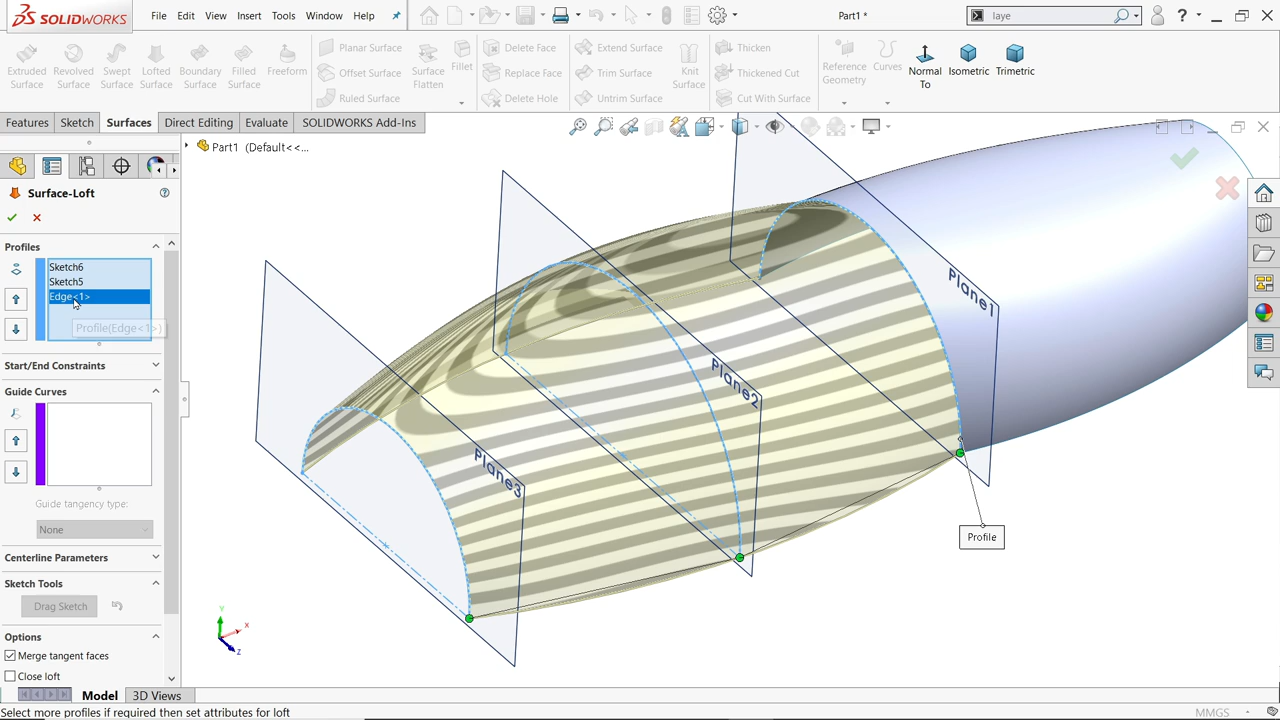 SOLIDWORKS
File Edit View Insert Tools Window Help
Part1 *
laye
?
Extruded Surface
Revolved Surface
Swept Surface
Lofted Surface
Boundary Surface
Filled Surface
Freeform
Planar Surface
Offset Surface
Ruled Surface
Surface Flatten
Fillet
Delete Face
Replace Face
Delete Hole
Extend Surface
Trim Surface
Untrim Surface
Knit Surface
Thicken
Thickened Cut
Cut With Surface
Reference Geometry
Curves
Normal To
Isometric
Trimetric
Features Sketch Surfaces Direct Editing Evaluate SOLIDWORKS Add-Ins
Part1 (Default<<...
Surface-Loft
Profiles
Sketch6
Sketch5
Edge<1>
Profile(Edge<1>)
Start/End Constraints
Guide Curves
Guide tangency type:
None
Centerline Parameters
Sketch Tools
Drag Sketch
Options
Merge tangent faces
Close loft
Plane1
Plane2
Plane3
Profile
Y
X
Z
Model 3D Views
Select more profiles if required then set attributes for loft
MMGS